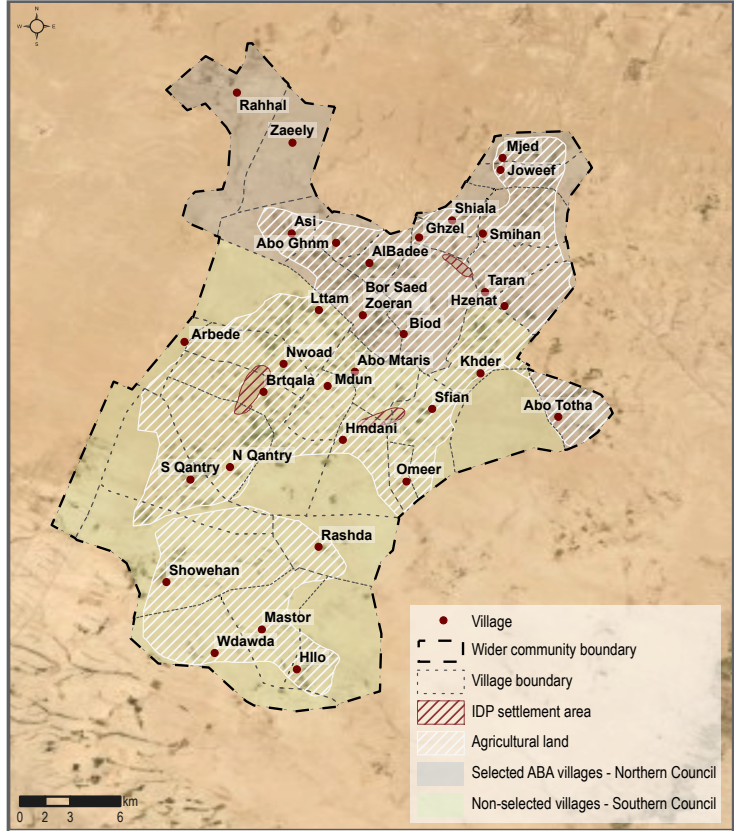 N
W E
S
Rahhal
Zaeely
Mjed
Joweef
Shiala
Asi
Ghzel
Smihan
Abo Ghnm
AlBadee
Taran
Bor Saed
Hzenat
Lttam
Zoeran
Biod
Arbede
Nwoad
Abo Mtaris
Khder
Brtqala
Mdun
Sfian
Abo Totha
Hmdani
N Qantry
S Qantry
Omeer
Rashda
Showehan
Mastor
Wdawda
Hllo
Village
Wider community boundary
Village boundary
IDP settlement area
Agricultural land
Selected ABA villages - Northern Council
Non-selected villages - Southern Council
km
0 2 3 6